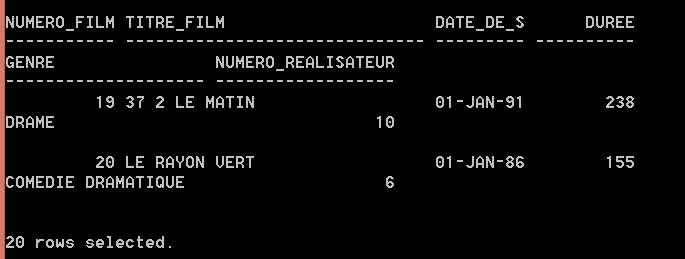 NUMERO_FILM TITRE_FILM DATE_DE_S DUREE
----------- ------------------------------ --------- ----------
GENRE NUMERO_REALISATEUR
-------------------- ------------------
19 37 2 LE MATIN 01-JAN-91 238
DRAME 10
20 LE RAYON VERT 01-JAN-86 155
COMEDIE DRAMATIQUE 6
20 rows selected.